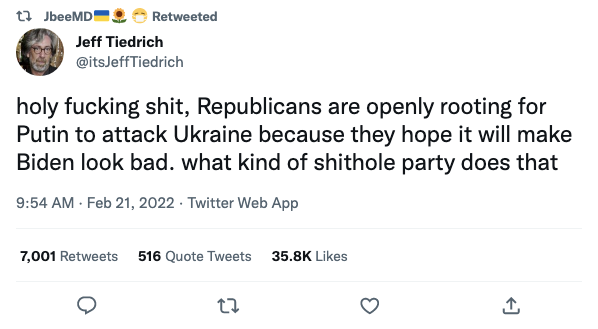 JbeeMD🇺🇦🌻😷 Retweeted
Jeff Tiedrich
@itsJeffTiedrich
holy fucking shit, Republicans are openly rooting for
Putin to attack Ukraine because they hope it will make
Biden look bad. what kind of shithole party does that
9:54 AM · Feb 21, 2022 · Twitter Web App
7,001 Retweets 516 Quote Tweets 35.8K Likes